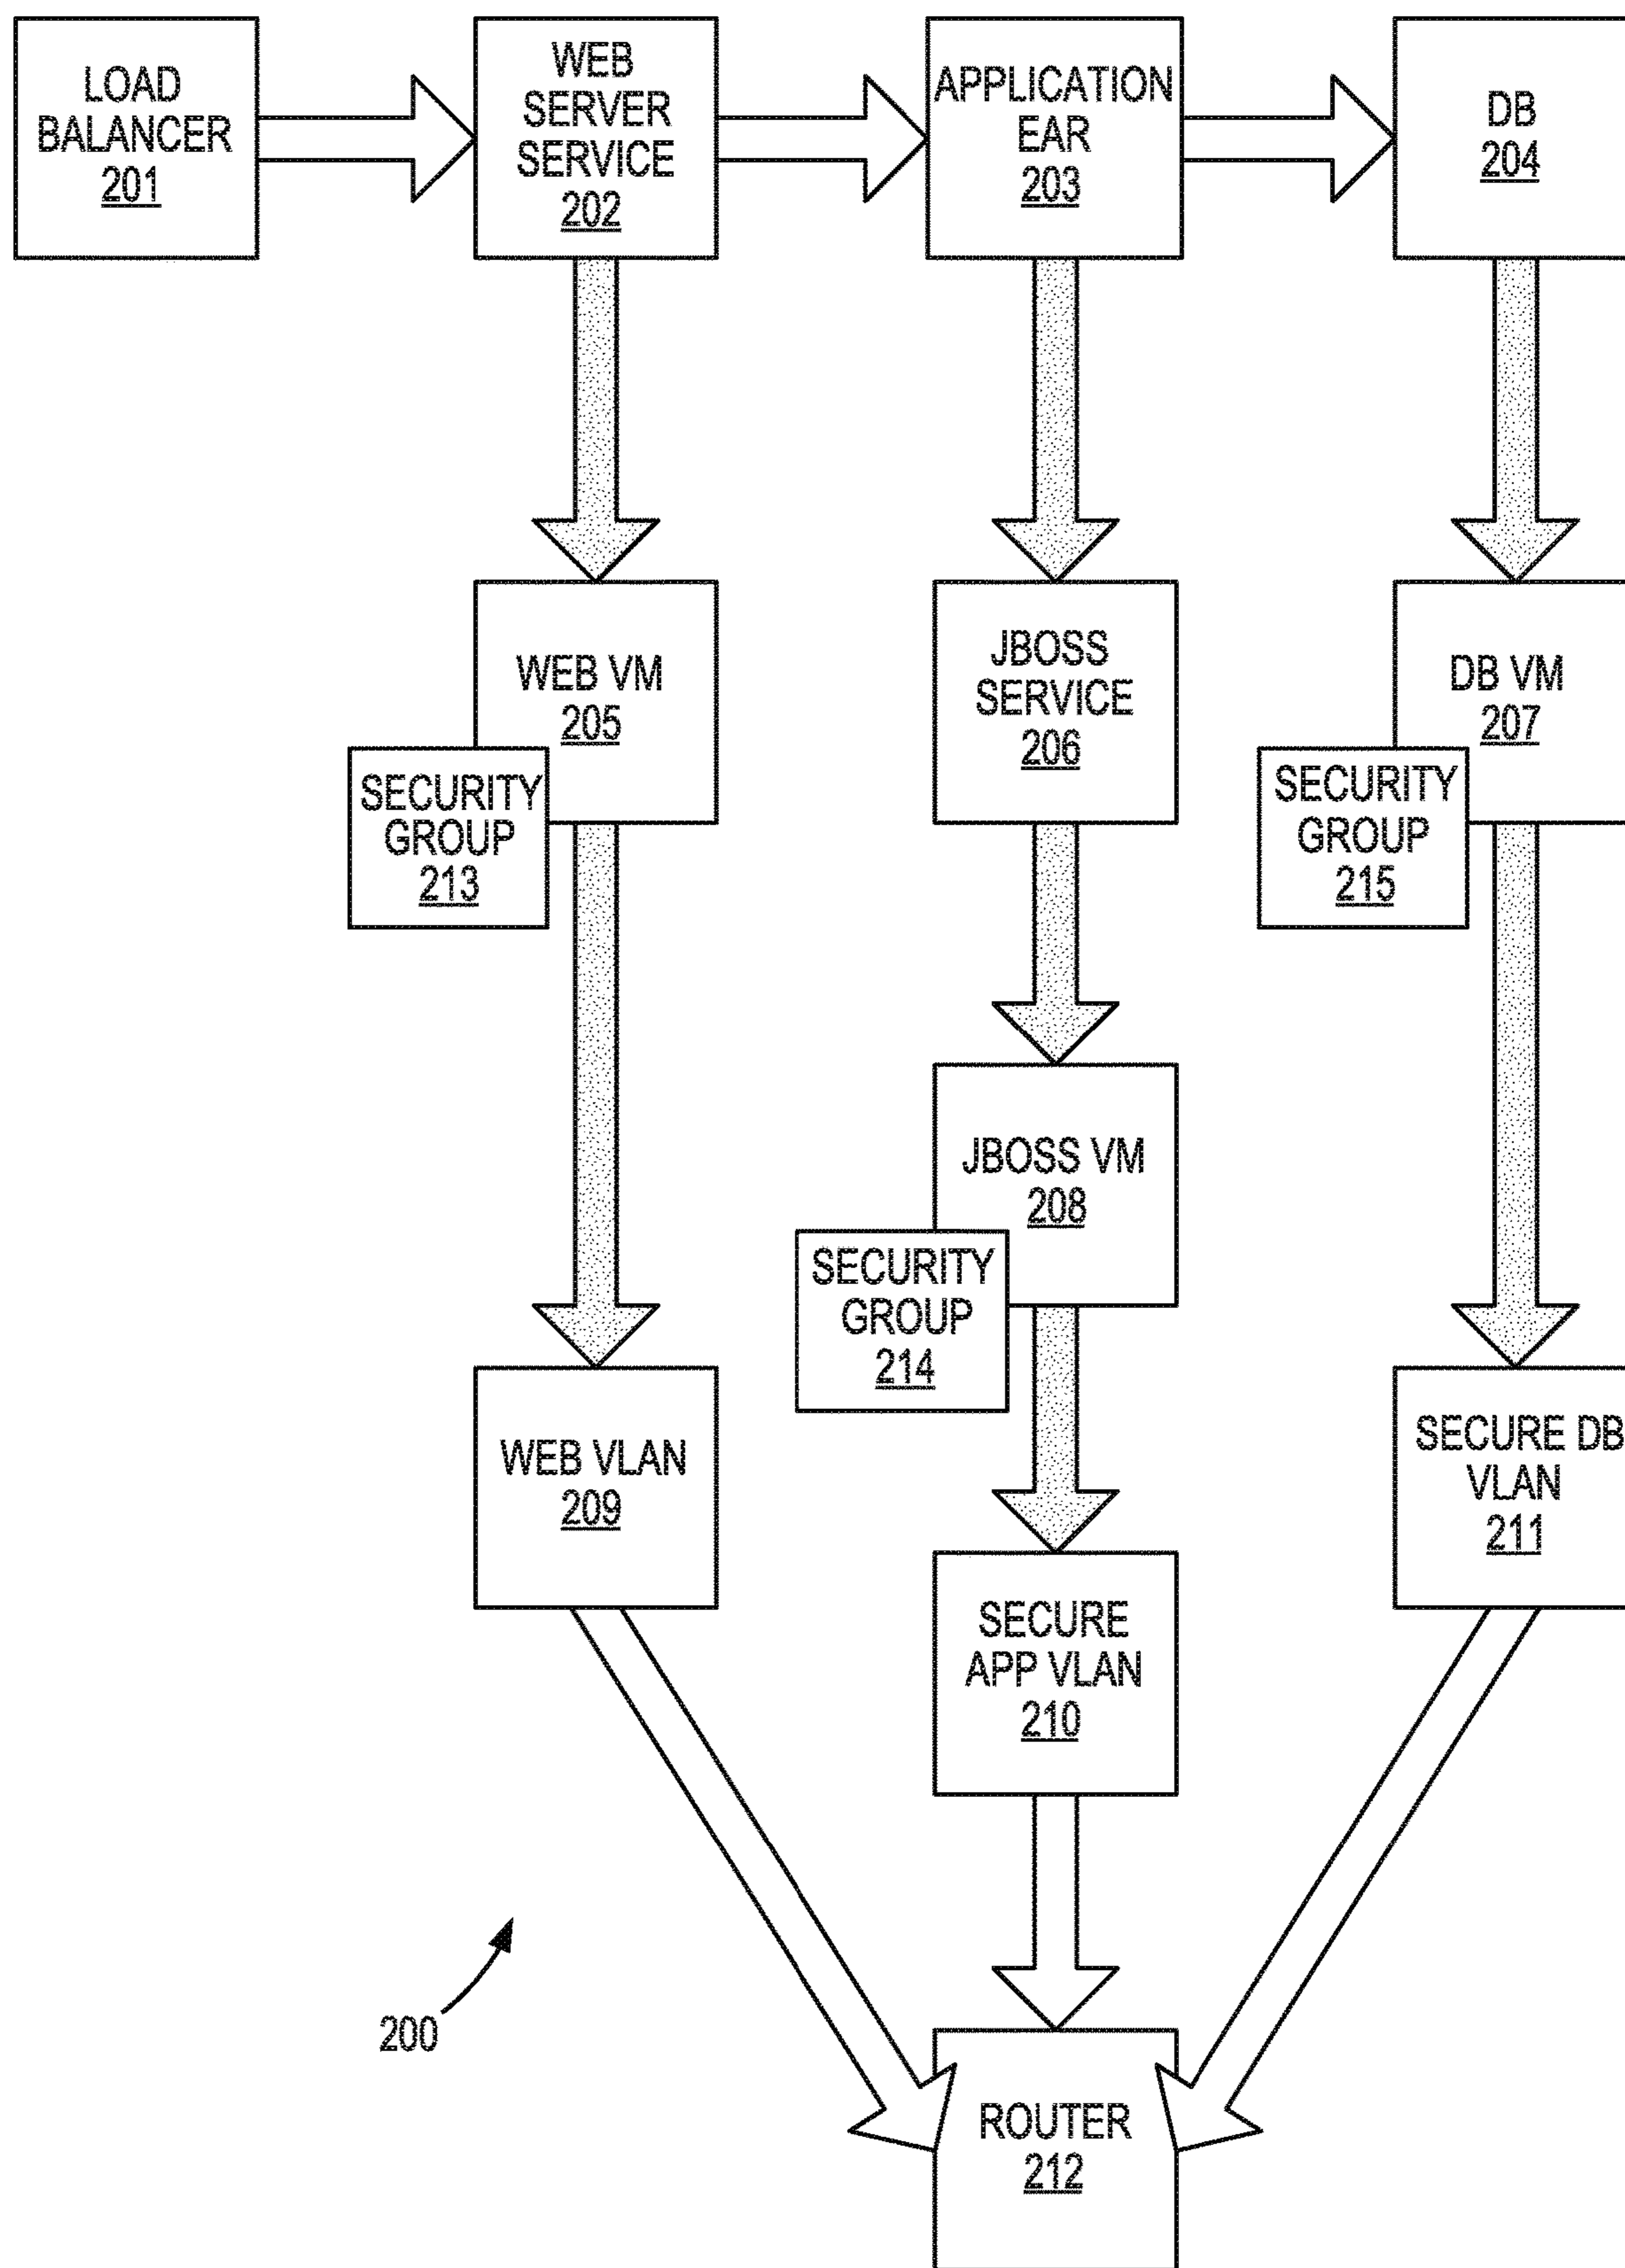 LOAD
BALANCER
201
WEB
SERVER
SERVICE
202
APPLICATION
EAR
203
DB
204
WEB VM
205
SECURITY
GROUP
213
JBOSS
SERVICE
206
DB VM
207
SECURITY
GROUP
215
JBOSS VM
208
SECURITY
GROUP
214
WEB VLAN
209
SECURE DB
VLAN
211
SECURE
APP VLAN
210
200
ROUTER
212